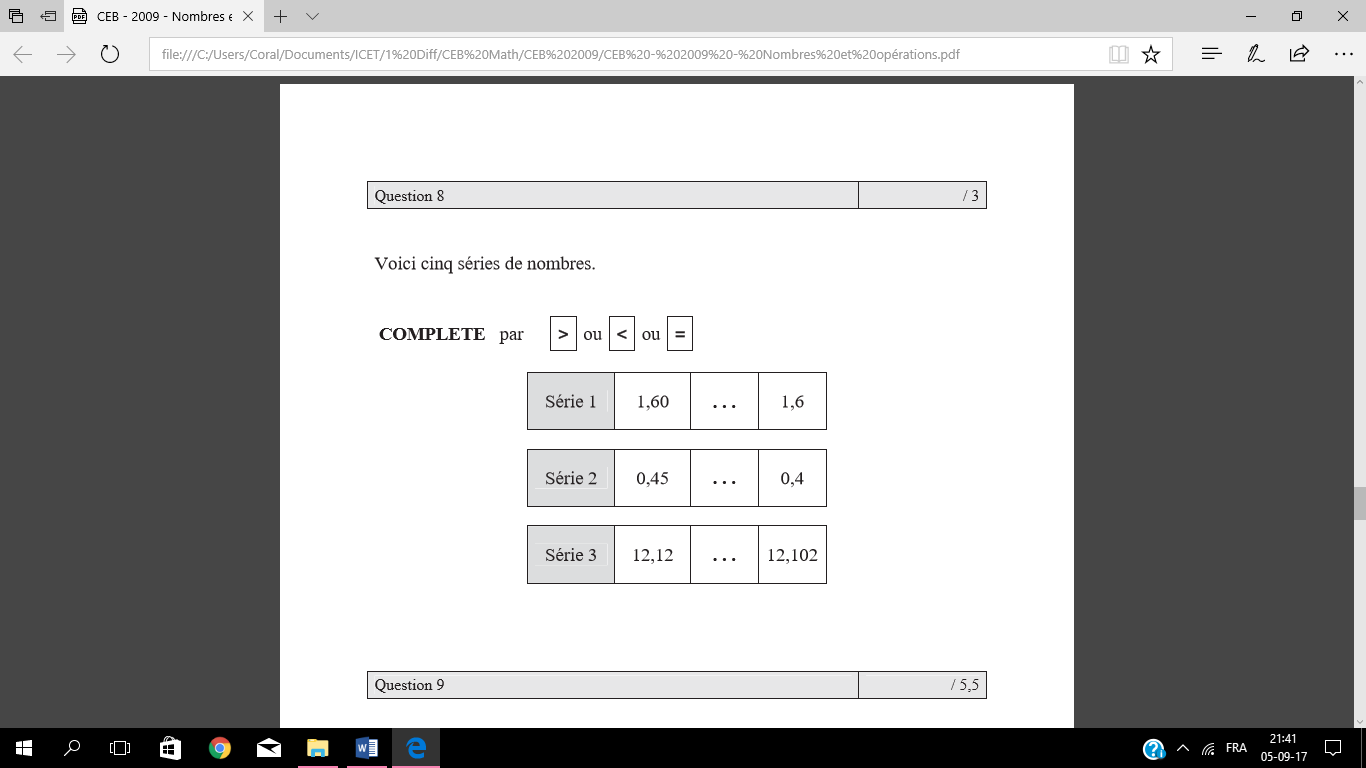 CEB - 2009 - Nombres e
file:///C:/Users/Coral/Documents/ICET/1%20Diff/CEB%20Math/CEB%202009/CEB%20-%202009%20-%20Nombres%20et%20opérations.pdf
Question 8 / 3
Voici cinq séries de nombres.
COMPLETE par > ou < ou =
Série 1 1,60 ... 1,6
Série 2 0,45 ... 0,4
Série 3 12,12 ... 12,102
Question 9 / 5,5
FRA 21:41
05-09-17